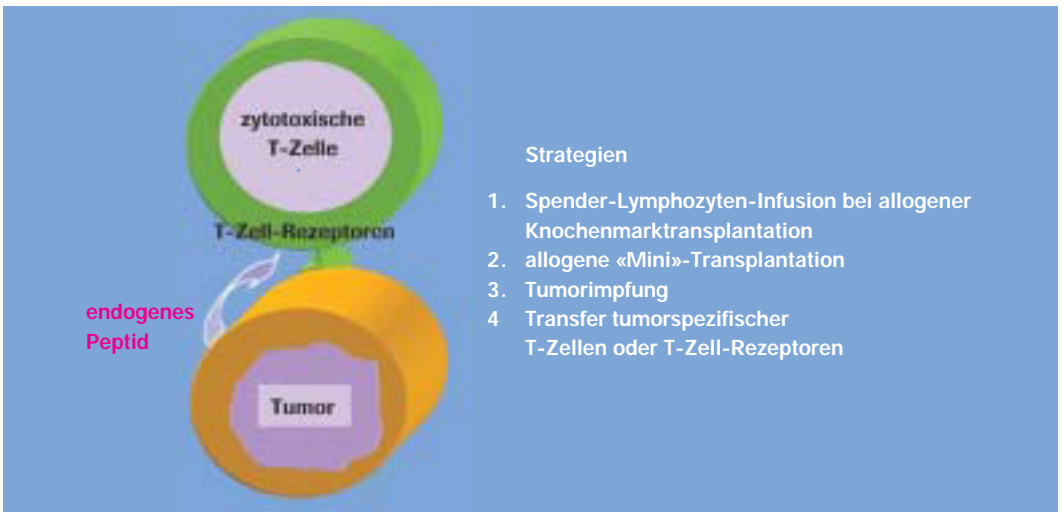 zytotoxische
T-Zelle
T-Zell-Rezeptoren
endogenes
Peptid
Tumor
Strategien
1. Spender-Lymphozyten-Infusion bei allogener
Knochenmarktransplantation
2. allogene «Mini»-Transplantation
3. Tumorimpfung
4 Transfer tumorspezifischer
T-Zellen oder T-Zell-Rezeptoren